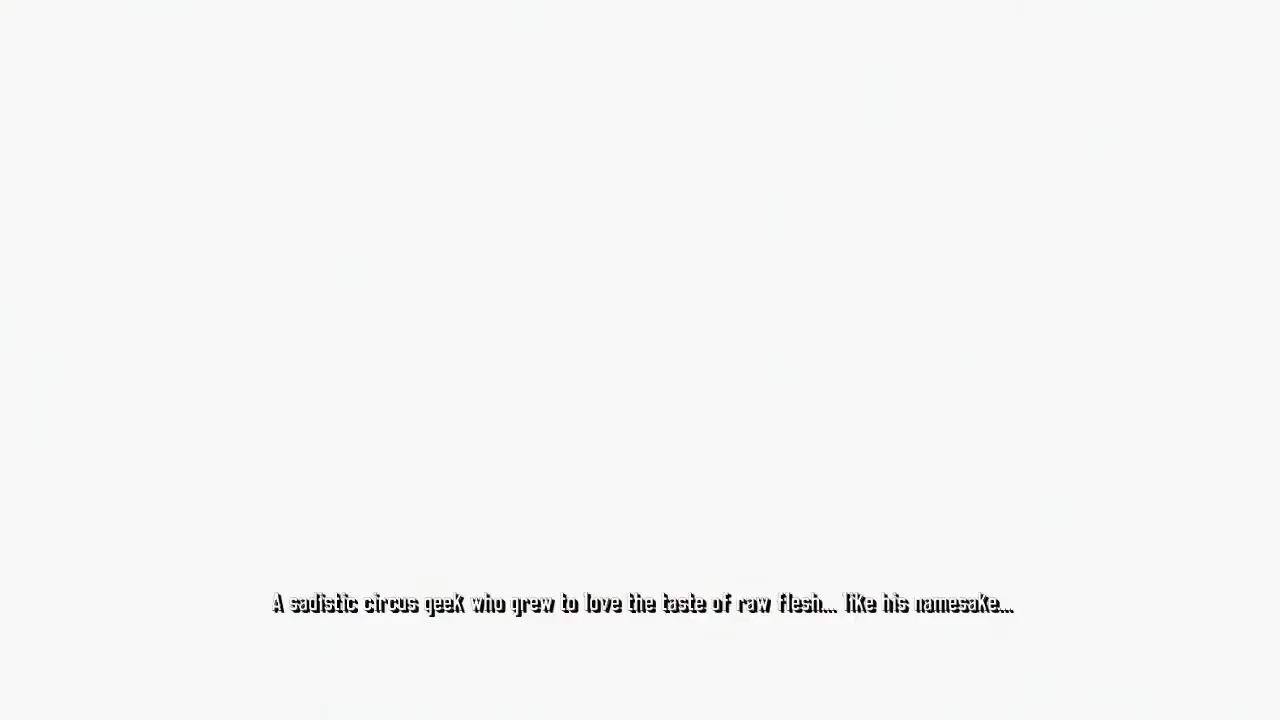 A sadistic circus geek who grew to love the taste of raw flesh... like his namesake...